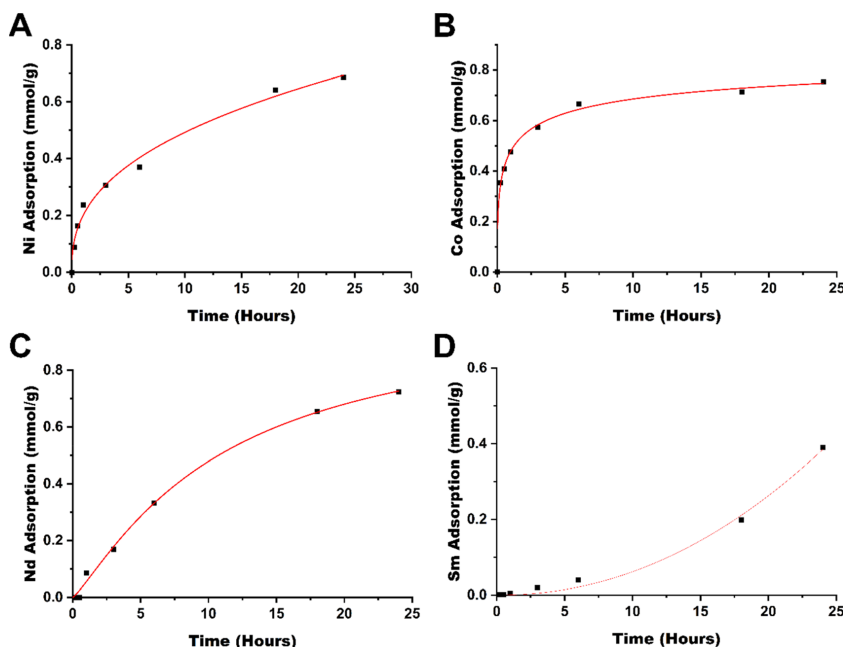 A
Ni Adsorption (mmol/g)
0.8
0.6
0.4
0.2
0.0
0 5 10 15 20 25 30
Time (Hours)
B
Co Adsorption (mmol/g)
0.8
0.6
0.4
0.2
0.0
0 5 10 15 20 25
Time (Hours)
C
Nd Adsorption (mmol/g)
0.8
0.6
0.4
0.2
0.0
0 5 10 15 20 25
Time (Hours)
D
Sm Adsorption (mmol/g)
0.6
0.4
0.2
0.0
0 5 10 15 20 25
Time (Hours)